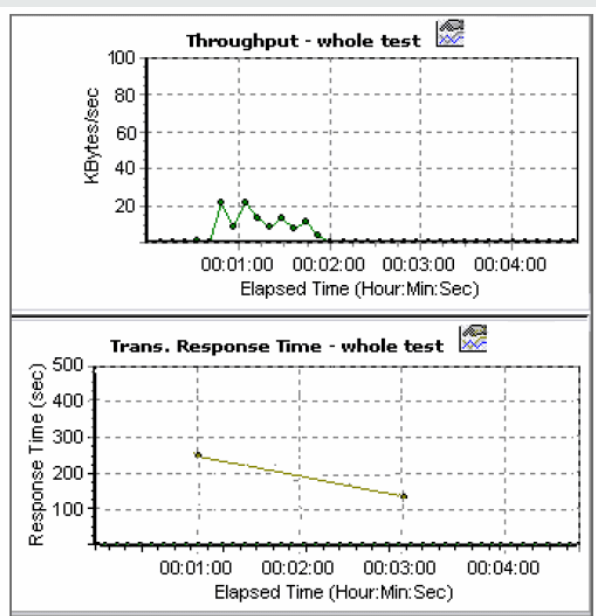 Throughput - whole test
100
80
60
40
20
KBytes/sec
00:01:00 00:02:00 00:03:00 00:04:00
Elapsed Time (Hour:Min:Sec)
Trans. Response Time - whole test
500
400
300
200
100
Response Time (sec)
00:01:00 00:02:00 00:03:00 00:04:00
Elapsed Time (Hour:Min:Sec)